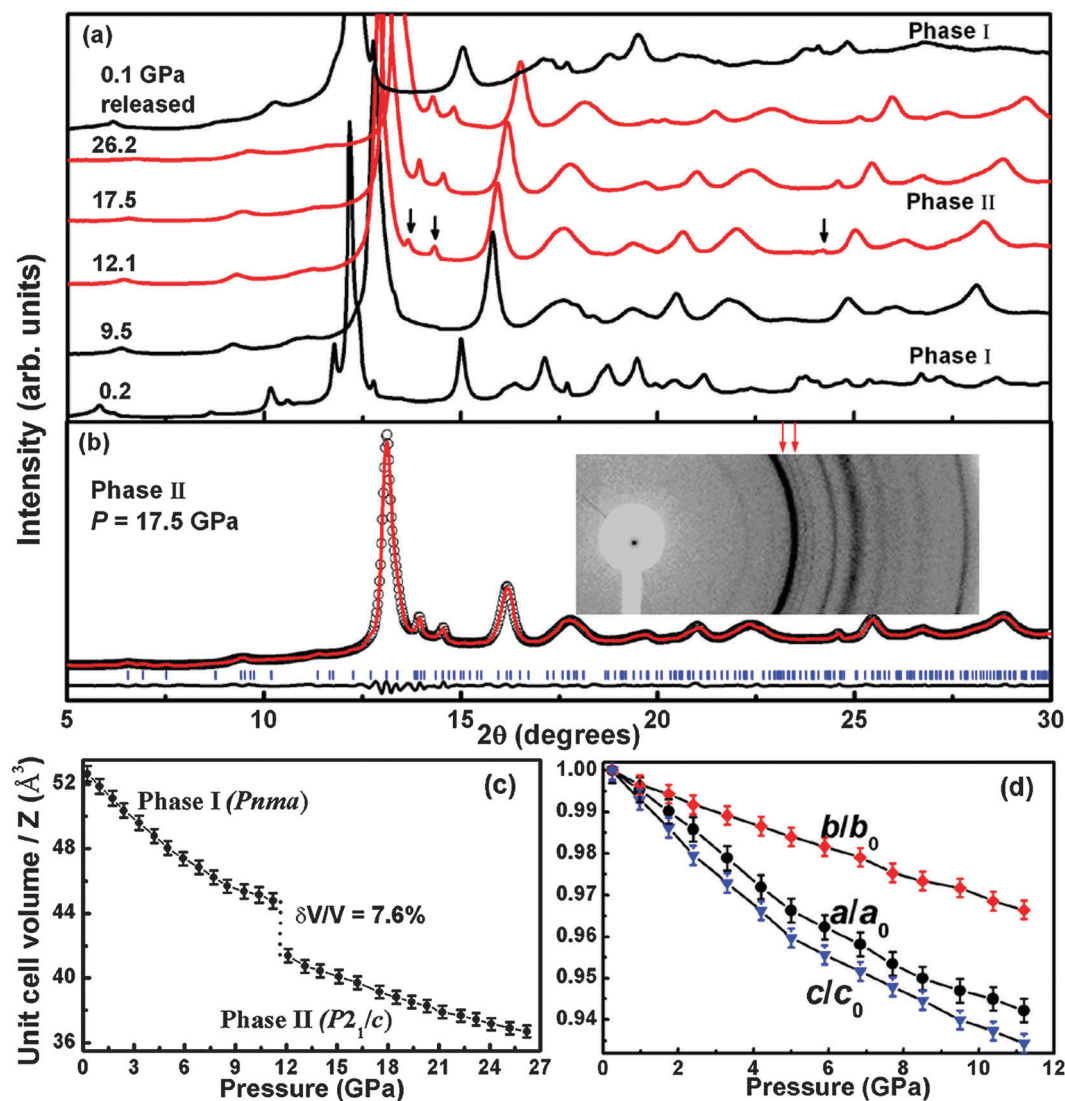 (a)
Phase I
0.1 GPa
released
26.2
17.5
Phase II
12.1
9.5
Phase I
0.2
Intensity (arb. units)
(b)
Phase II
P = 17.5 GPa
5 10 15 20 25 30
2θ (degrees)
(c)
Unit cell volume / Z (Å³)
52
48
44
40
36
Phase I (Pnma)
δV/V = 7.6%
Phase II (P2₁/c)
0 3 6 9 12 15 18 21 24 27
Pressure (GPa)
(d)
1.00
0.99
0.98
0.97
0.96
0.95
0.94
b/b₀
a/a₀
c/c₀
0 2 4 6 8 10 12
Pressure (GPa)